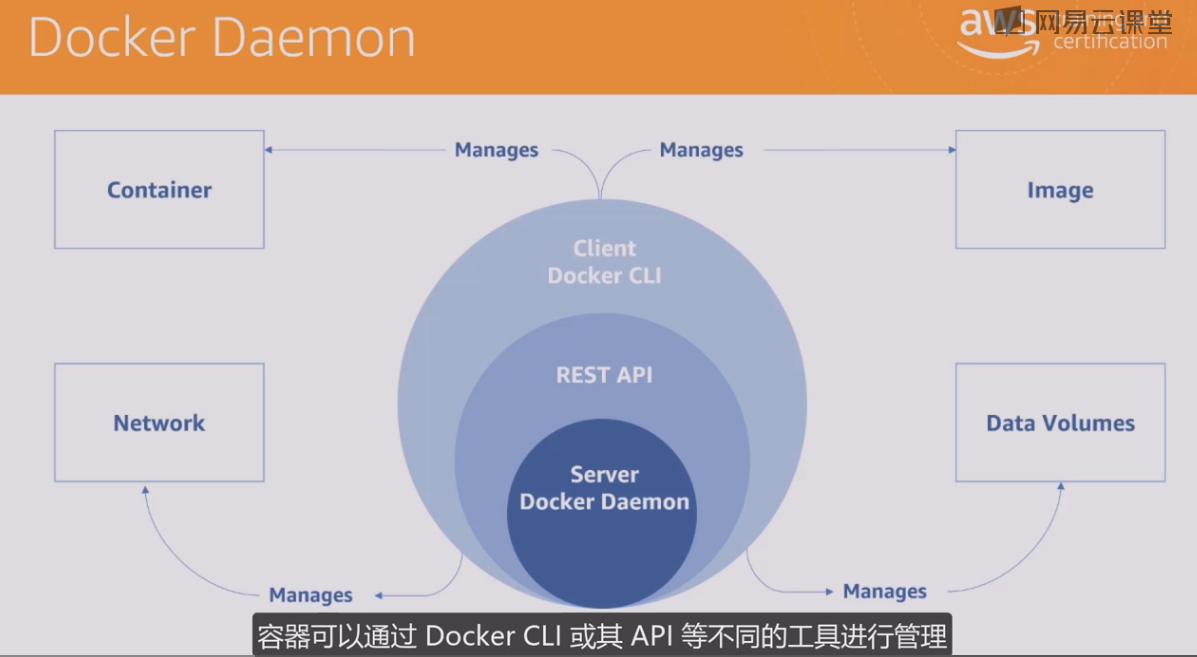 Docker Daemon
aws
网易云课堂
certification
Manages
Manages
Container
Image
Client
Docker CLI
REST API
Network
Data Volumes
Server
Docker Daemon
Manages
Manages
容器可以通过 Docker CLI 或其 API 等不同的工具进行管理